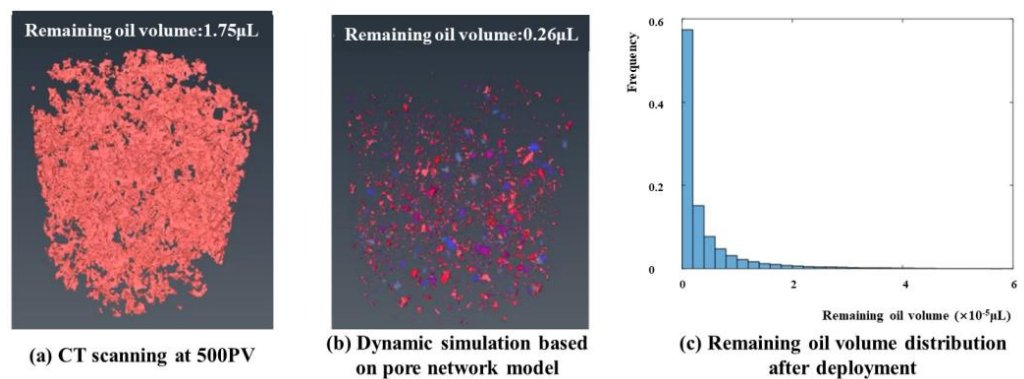 Remaining oil volume:1.75μL
(a) CT scanning at 500PV
Remaining oil volume:0.26μL
(b) Dynamic simulation based
on pore network model
Frequency
0.6
0.4
0.2
0
0
2
4
6
Remaining oil volume (×10⁻⁵μL)
(c) Remaining oil volume distribution
after deployment